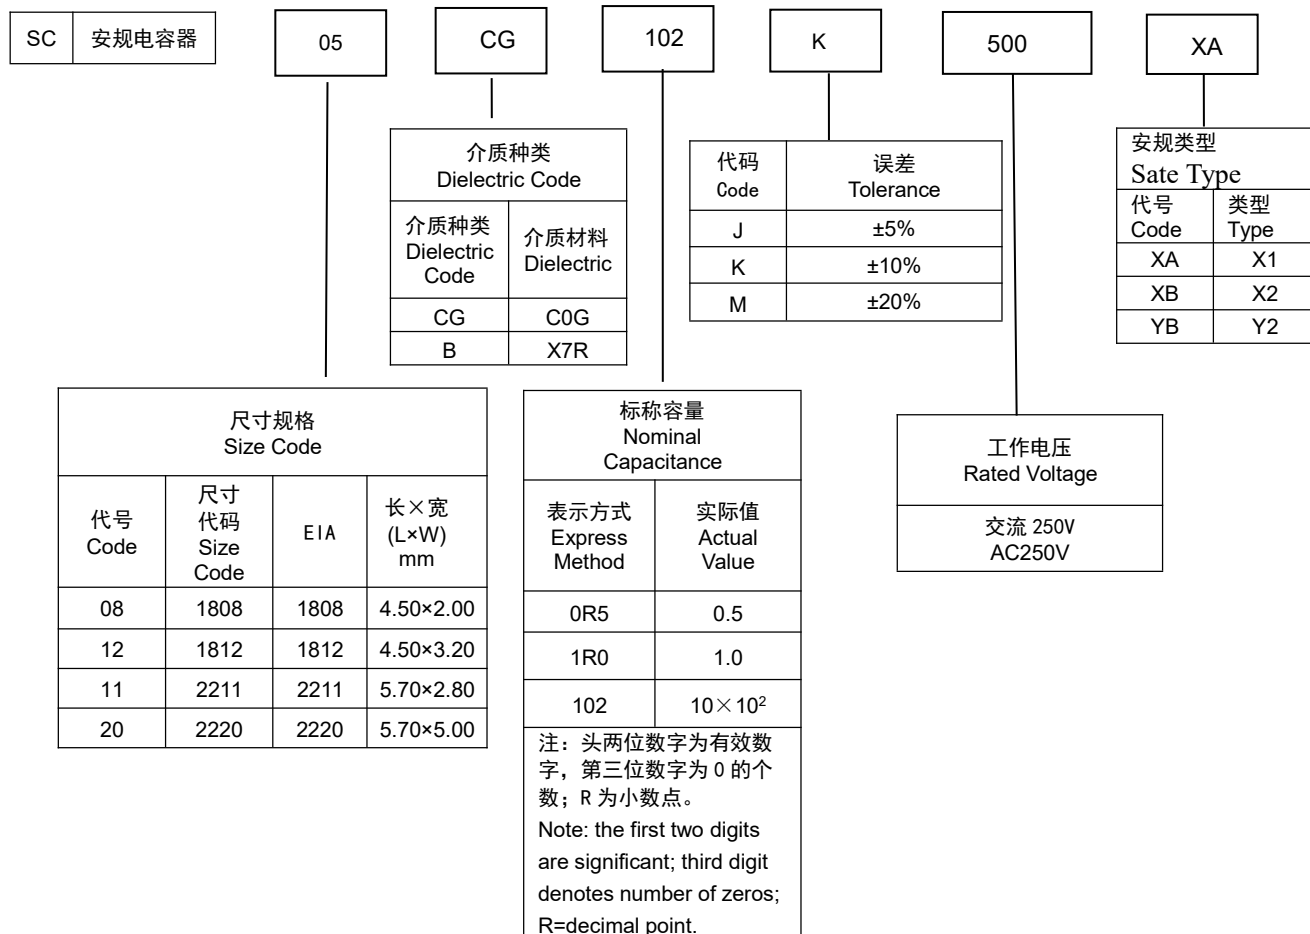 SC 安规电容器 05 CG 102 K 500 XA
介质种类
Dielectric Code
介质种类
Dielectric
Code
介质材料
Dielectric
CG C0G
B X7R
代码
Code
误差
Tolerance
J ±5%
K ±10%
M ±20%
安规类型
Sate Type
代号
Code
类型
Type
XA X1
XB X2
YB Y2
尺寸规格
Size Code
代号
Code
尺寸
代码
Size
Code
EIA
长×宽
(L×W)
mm
08 1808 1808 4.50×2.00
12 1812 1812 4.50×3.20
11 2211 2211 5.70×2.80
20 2220 2220 5.70×5.00
标称容量
Nominal
Capacitance
表示方式
Express
Method
实际值
Actual
Value
0R5 0.5
1R0 1.0
102 10×10²
注：头两位数字为有效数
字，第三位数字为 0 的个
数；R 为小数点。
Note: the first two digits
are significant; third digit
denotes number of zeros;
R=decimal point.
工作电压
Rated Voltage
交流 250V
AC250V